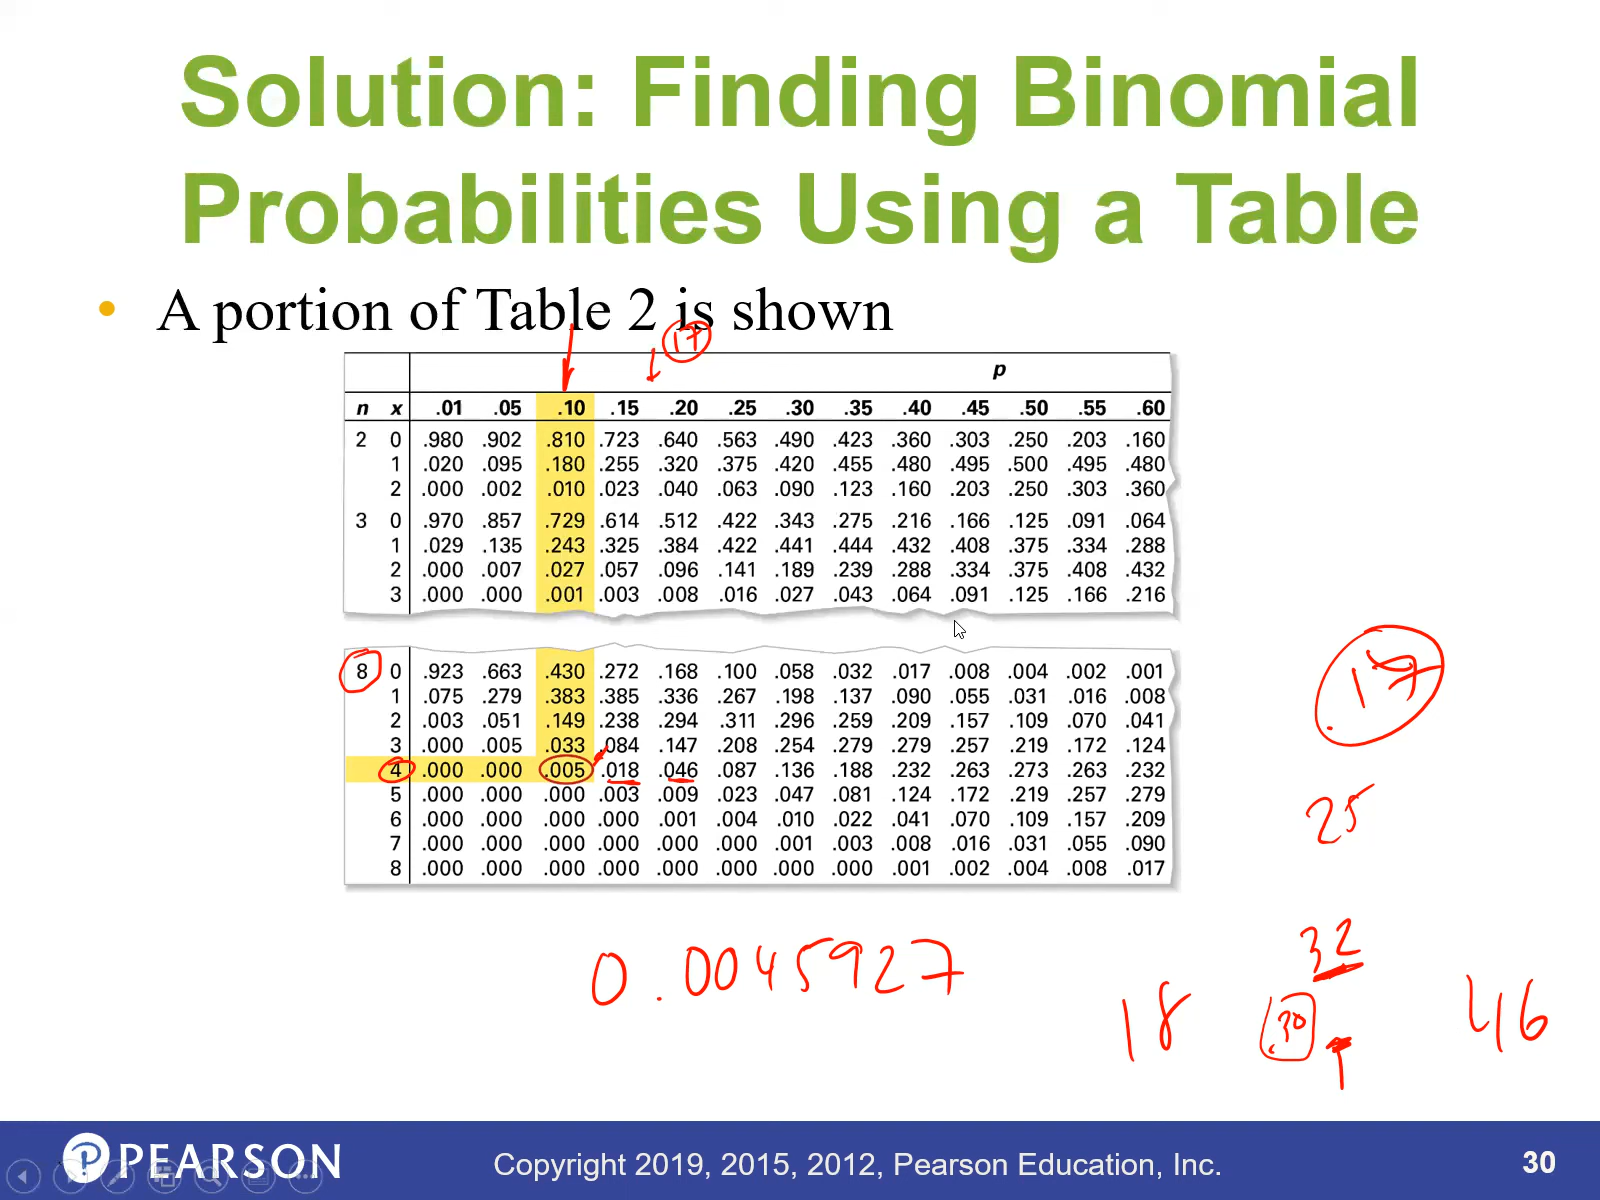 Solution: Finding Binomial
Probabilities Using a Table
• A portion of Table 2 is shown
17
p
n x .01 .05 .10 .15 .20 .25 .30 .35 .40 .45 .50 .55 .60
2 0 .980 .902 .810 .723 .640 .563 .490 .423 .360 .303 .250 .203 .160
1 .020 .095 .180 .255 .320 .375 .420 .455 .480 .495 .500 .495 .480
2 .000 .002 .010 .023 .040 .063 .090 .123 .160 .203 .250 .303 .360
3 0 .970 .857 .729 .614 .512 .422 .343 .275 .216 .166 .125 .091 .064
1 .029 .135 .243 .325 .384 .422 .441 .444 .432 .408 .375 .334 .288
2 .000 .007 .027 .057 .096 .141 .189 .239 .288 .334 .375 .408 .432
3 .000 .000 .001 .003 .008 .016 .027 .043 .064 .091 .125 .166 .216
8 0 .923 .663 .430 .272 .168 .100 .058 .032 .017 .008 .004 .002 .001
1 .075 .279 .383 .385 .336 .267 .198 .137 .090 .055 .031 .016 .008
2 .003 .051 .149 .238 .294 .311 .296 .259 .209 .157 .109 .070 .041
3 .000 .005 .033 .084 .147 .208 .254 .279 .279 .257 .219 .172 .124
4 .000 .000 .005 .018 .046 .087 .136 .188 .232 .263 .273 .263 .232
5 .000 .000 .000 .003 .009 .023 .047 .081 .124 .172 .219 .257 .279
6 .000 .000 .000 .000 .001 .004 .010 .022 .041 .070 .109 .157 .209
7 .000 .000 .000 .000 .000 .000 .001 .003 .008 .016 .031 .055 .090
8 .000 .000 .000 .000 .000 .000 .000 .000 .001 .002 .004 .008 .017
.17
25
0.0045927
32
18 .30 46
PEARSON
Copyright 2019, 2015, 2012, Pearson Education, Inc.
30